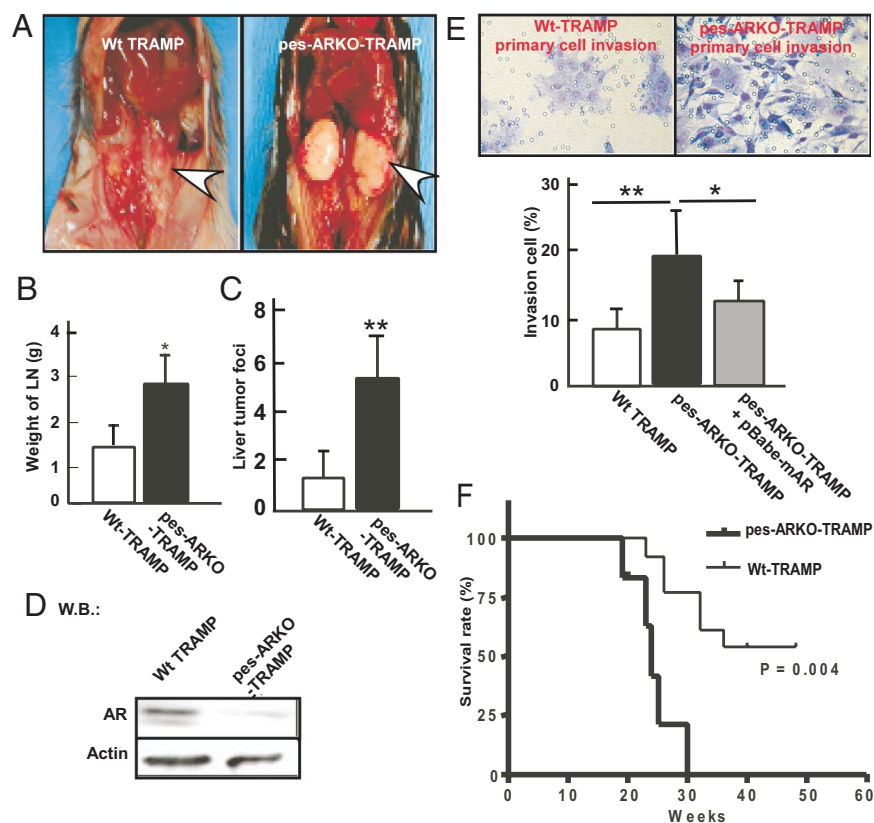 A
Wt TRAMP
pes-ARKO-TRAMP
B
Weight of LN (g)
4
3
2
1
0
*
Wt-TRAMP
pes-ARKO
-TRAMP
C
Liver tumor foci
8
6
4
2
0
**
Wt-TRAMP
pes-ARKO
-TRAMP
D W.B.:
Wt TRAMP
pes-ARKO
-TRAMP
AR
Actin
E
Wt-TRAMP
primary cell invasion
pes-ARKO-TRAMP
primary cell invasion
Invasion cell (%)
30
20
10
0
**
*
Wt TRAMP
pes-ARKO-TRAMP
pes-ARKO-TRAMP
+ pBabe-mAR
F
Survival rate (%)
100
75
50
25
0
pes-ARKO-TRAMP
Wt-TRAMP
P = 0.004
0 10 20 30 40 50 60
Weeks